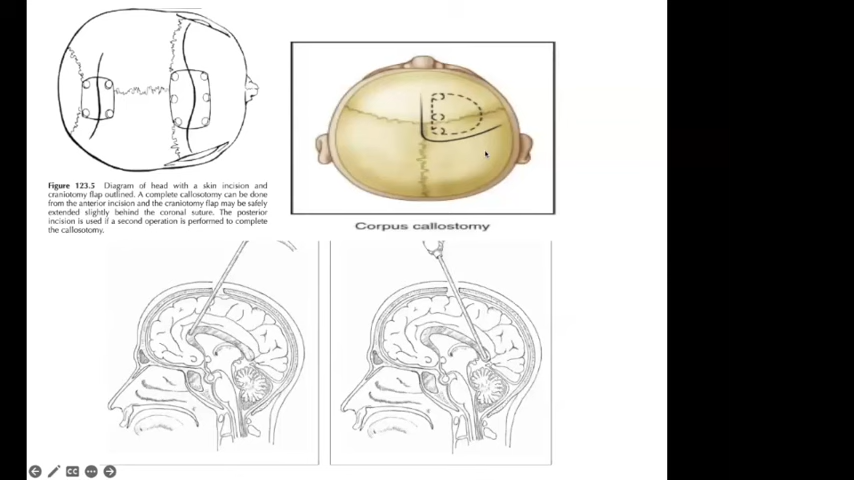 Figure 123.5 Diagram of head with a skin incision and
craniotomy flap outlined. A complete callosotomy can be done
from the anterior incision and the craniotomy flap may be safely
extended slightly behind the coronal suture. The posterior
incision is used if a second operation is performed to complete
the callosotomy.
Corpus callostomy
CC